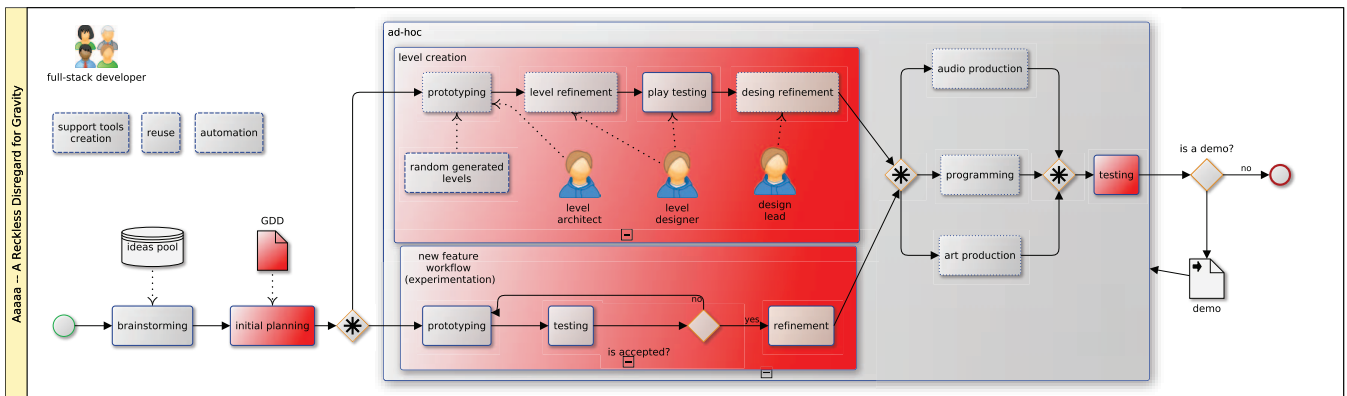 Aaaaa -- A Reckless Disregard for Gravity
full-stack developer
support tools
creation
reuse
automation
ideas pool
GDD
brainstorming
initial planning
ad-hoc
level creation
prototyping
level refinement
play testing
desing refinement
random generated
levels
level
architect
level
designer
design
lead
new feature
workflow
(experimentation)
prototyping
testing
no
is accepted?
yes
refinement
audio production
programming
art production
testing
is a demo?
no
demo